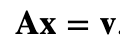 Ax = v.